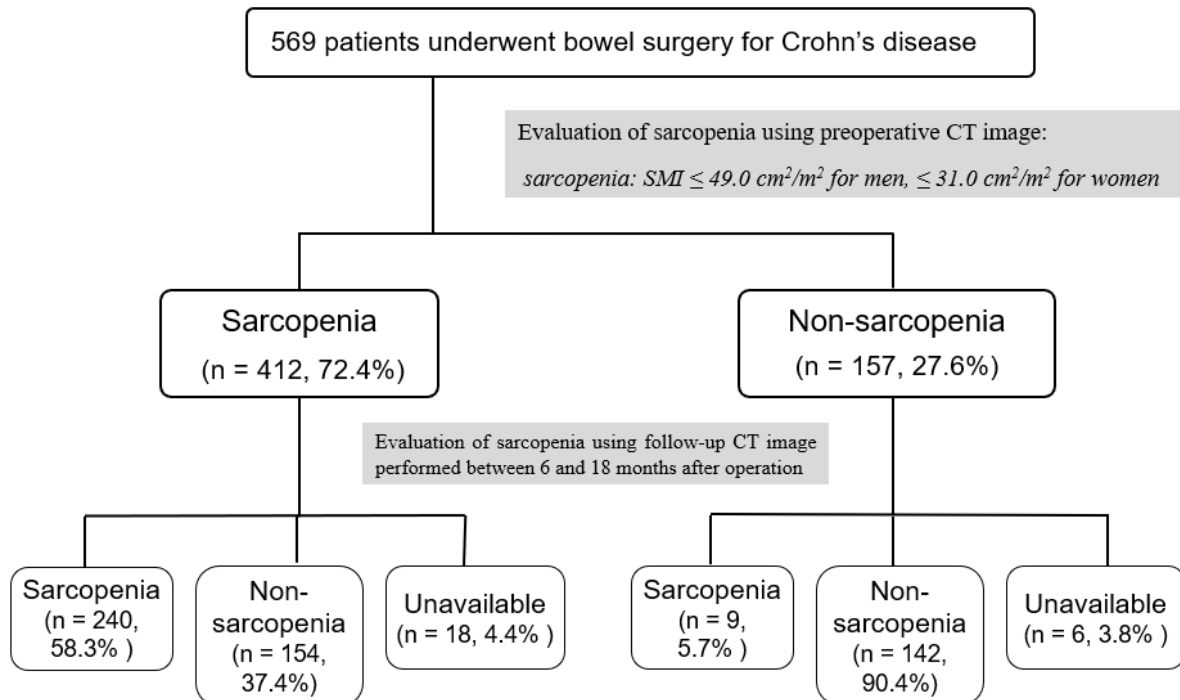 569 patients underwent bowel surgery for Crohn’s disease
Evaluation of sarcopenia using preoperative CT image:
sarcopenia: SMI ≤ 49.0 cm²/m² for men, ≤ 31.0 cm²/m² for women
Sarcopenia
(n = 412, 72.4%)
Non-sarcopenia
(n = 157, 27.6%)
Evaluation of sarcopenia using follow-up CT image
performed between 6 and 18 months after operation
Sarcopenia
(n = 240,
58.3% )
Non-
sarcopenia
(n = 154,
37.4%)
Unavailable
(n = 18, 4.4% )
Sarcopenia
(n = 9,
5.7% )
Non-
sarcopenia
(n = 142,
90.4%)
Unavailable
(n = 6, 3.8% )